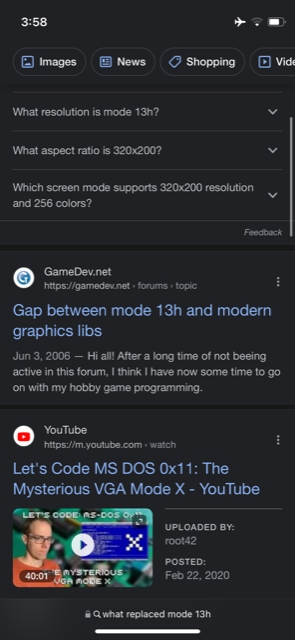 3:58
Images
News
Shopping
Vide
What resolution is mode 13h?
What aspect ratio is 320x200?
Which screen mode supports 320x200 resolution
and 256 colors?
Feedback
GameDev.net
https://gamedev.net › forums › topic
Gap between mode 13h and modern
graphics libs
Jun 3, 2006 — Hi all! After a long time of not beeing
active in this forum, I think I have now some time to go
on with my hobby game programming.
YouTube
https://m.youtube.com › watch
Let's Code MS DOS 0x11: The
Mysterious VGA Mode X - YouTube
LET'S CODE: MS-DOS 0x11
X
THE MYSTERIOUS
VGA MODE X
40:01
UPLOADED BY:
root42
POSTED:
Feb 22, 2020
what replaced mode 13h